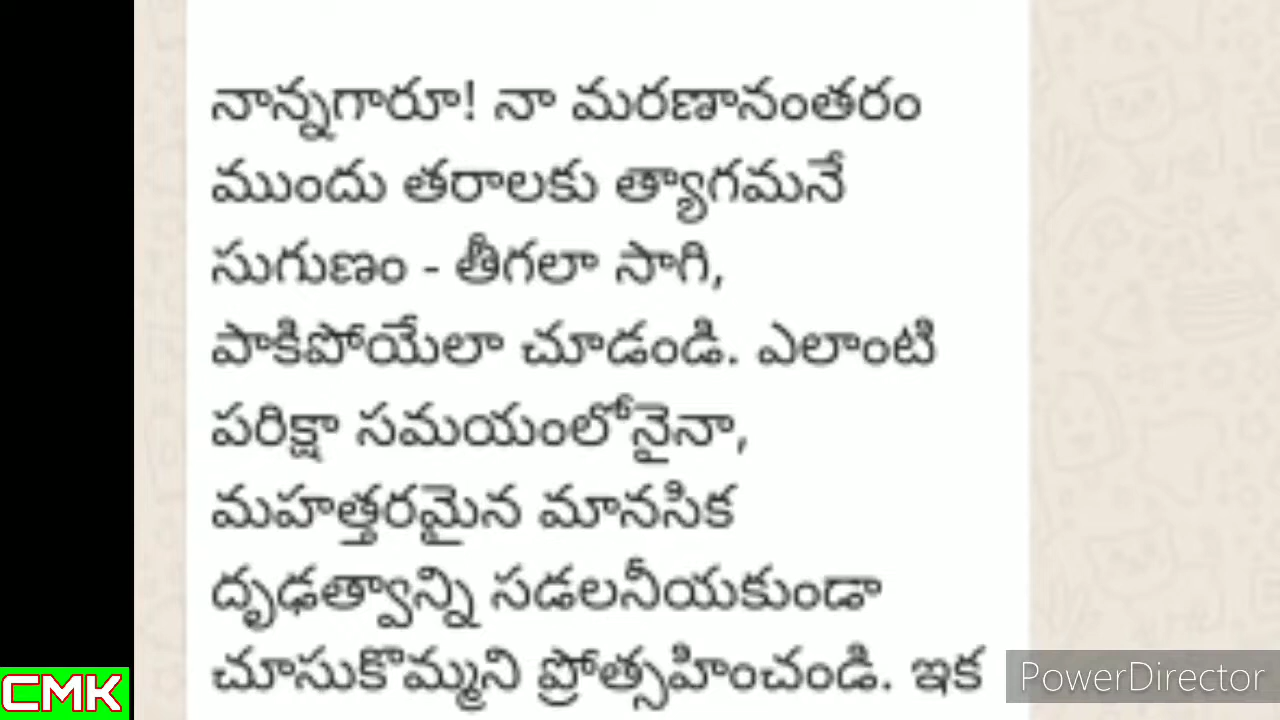 నాన్నగారూ! నా మరణానంతరం
ముందు తరాలకు త్యాగమనే
సుగుణం - తీగలా సాగి,
పాకిపోయేలా చూడండి. ఎలాంటి
పరిక్షా సమయంలోనైనా,
మహత్తరమైన మానసిక
దృఢత్వాన్ని సడలనీయకుండా
చూసుకొమ్మని ప్రోత్సహించండి. ఇక
PowerDirector
CMK